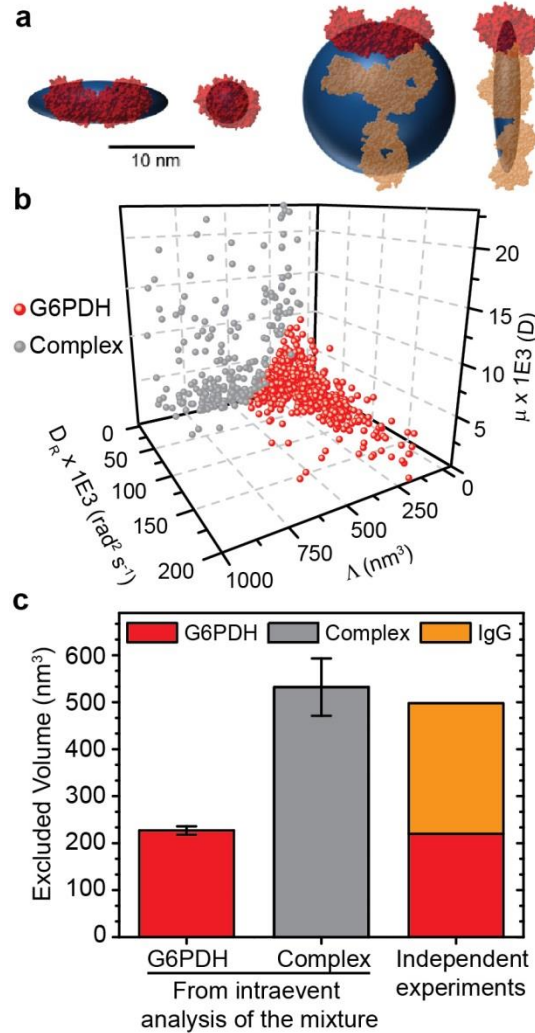 a
10 nm
b
G6PDH
Complex
20
15
10
5
μ x 1E3 (D)
0
50
100
150
200
D_R x 1E3 (rad² s⁻¹)
1000
750
500
250
0
Λ (nm³)
c
G6PDH Complex IgG
600
500
400
300
200
100
0
Excluded Volume (nm³)
G6PDH Complex Independent
From intraevent experiments
analysis of the mixture